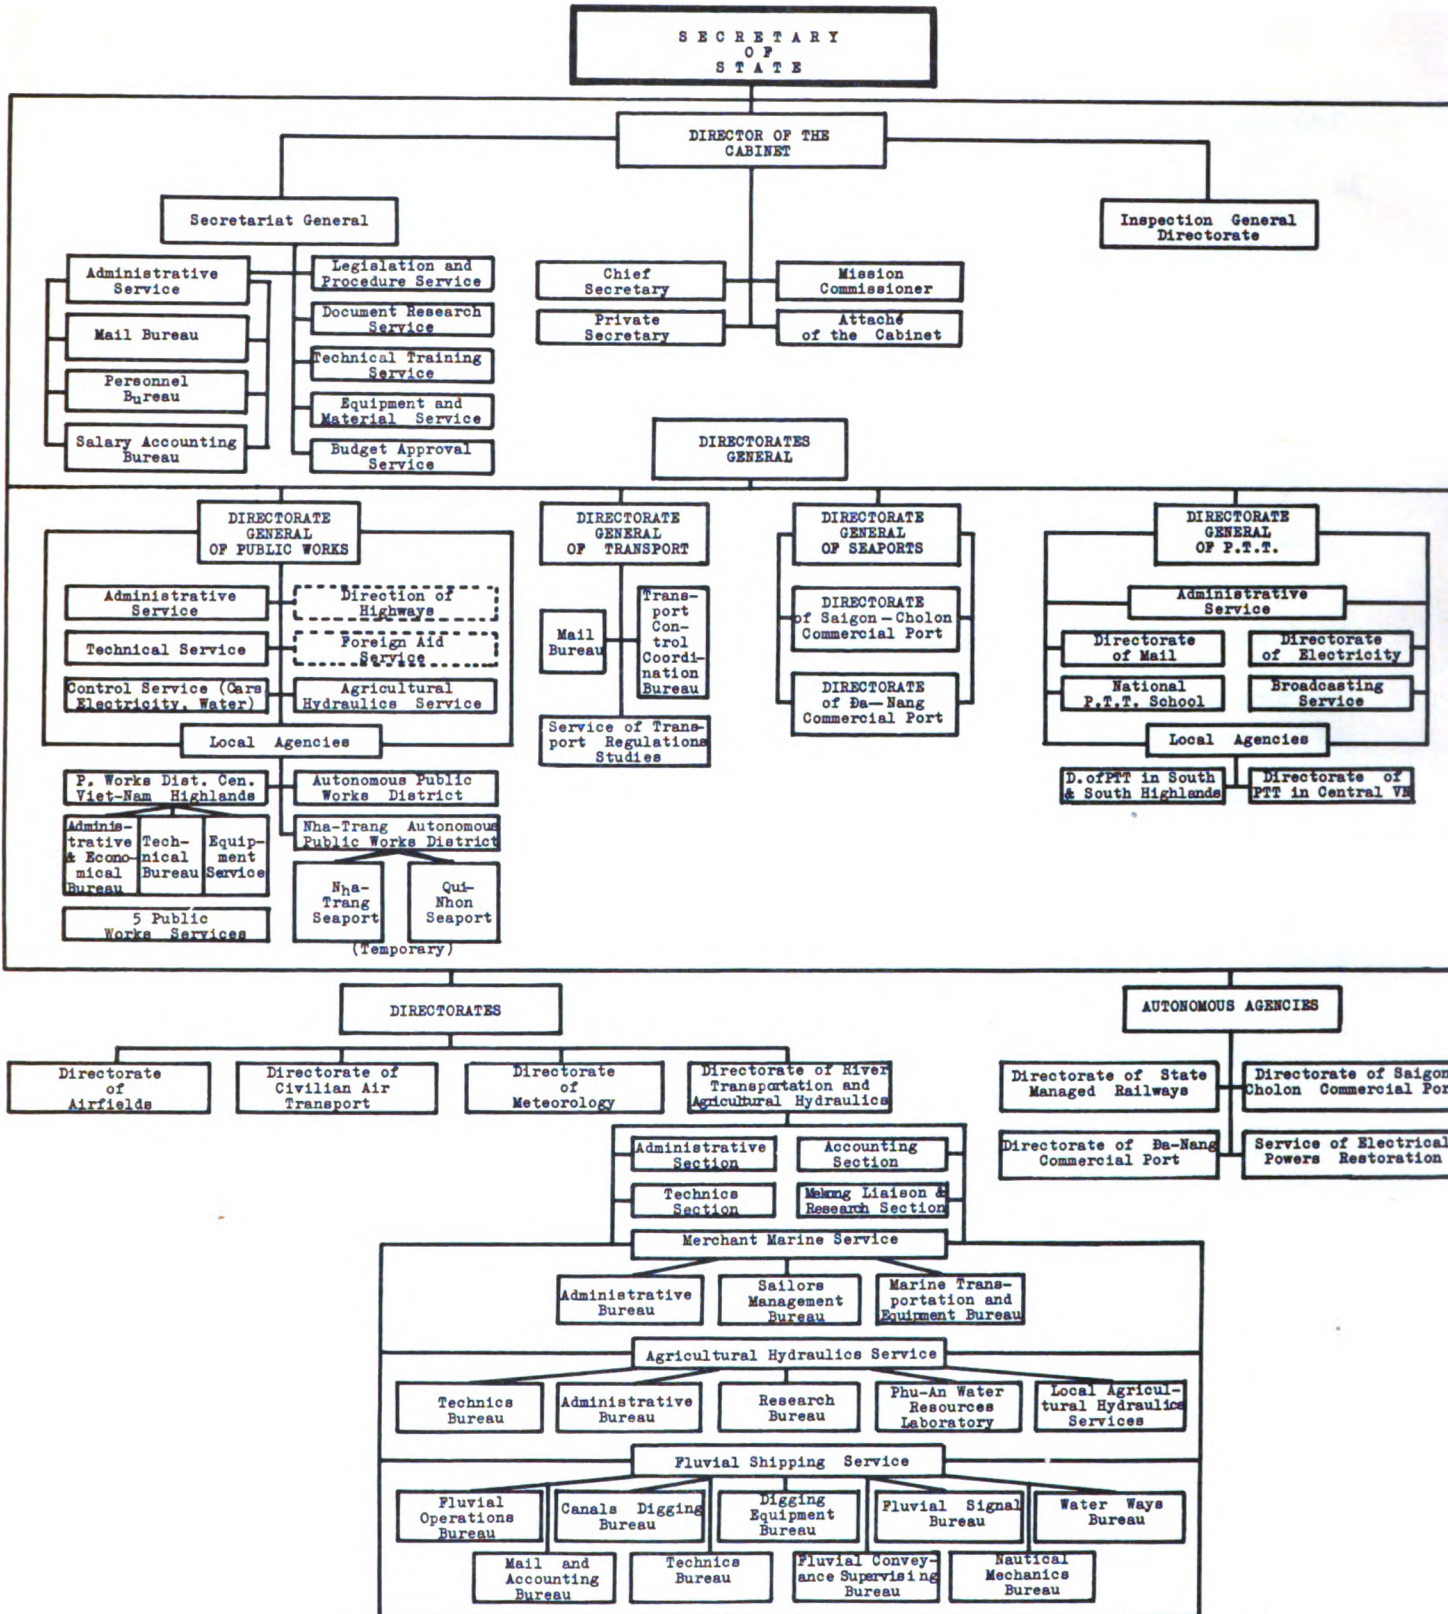 SECRETARY
OF
STATE
DIRECTOR OF THE
CABINET
Secretariat General
Inspection General
Directorate
Administrative
Service
Legislation and
Procedure Service
Mail Bureau
Document Research
Service
Personnel
Bureau
Technical Training
Service
Salary Accounting
Bureau
Equipment and
Material Service
Budget Approval
Service
Chief
Secretary
Mission
Commissioner
Private
Secretary
Attaché
of the Cabinet
DIRECTORATES
GENERAL
DIRECTORATE
GENERAL
OF PUBLIC WORKS
Administrative
Service
Direction of
Highways
Technical Service
Foreign Aid
Service
Control Service (Cars
Electricity, Water)
Agricultural
Hydraulics Service
Local Agencies
P. Works Dist. Cen.
Viet-Nam Highlands
Autonomous Public
Works District
Adminis-
trative
& Econo-
mical
Bureau
Tech-
nical
Bureau
Equip-
ment
Service
Nha-Trang Autonomous
Public Works District
5 Public
Works Services
Nha-
Trang
Seaport
Qui-
Nhon
Seaport
(Temporary)
DIRECTORATE
GENERAL
OF TRANSPORT
Mail
Bureau
Trans-
port
Con-
trol
Coordi-
nation
Bureau
Service of Trans-
port Regulations
Studies
DIRECTORATE
GENERAL
OF SEAPORTS
DIRECTORATE
of Saigon-Cholon
Commercial Port
DIRECTORATE
of Đa-Nang
Commercial Port
DIRECTORATE
GENERAL
OF P.T.T.
Administrative
Service
Directorate
of Mail
Directorate
of Electricity
National
P.T.T. School
Broadcasting
Service
Local Agencies
D.ofPTT in South
& South Highlands
Directorate of
PTT in Central VN
DIRECTORATES
Directorate
of
Airfields
Directorate of
Civilian Air
Transport
Directorate
of
Meteorology
Directorate of River
Transportation and
Agricultural Hydraulics
Administrative
Section
Accounting
Section
Technics
Section
Mekong Liaison &
Research Section
Merchant Marine Service
Administrative
Bureau
Sailors
Management
Bureau
Marine Trans-
portation and
Equipment Bureau
Agricultural Hydraulics Service
Technics
Bureau
Administrative
Bureau
Research
Bureau
Phu-An Water
Resources
Laboratory
Local Agricul-
tural Hydraulics
Services
Fluvial Shipping Service
Fluvial
Operations
Bureau
Canals Digging
Bureau
Digging
Equipment
Bureau
Fluvial Signal
Bureau
Water Ways
Bureau
Mail and
Accounting
Bureau
Technics
Bureau
Fluvial Convey-
ance Supervising
Bureau
Nautical
Mechanics
Bureau
AUTONOMOUS AGENCIES
Directorate of State
Managed Railways
Directorate of Saigon
Cholon Commercial Port
Directorate of Đa-Nang
Commercial Port
Service of Electrical
Powers Restoration